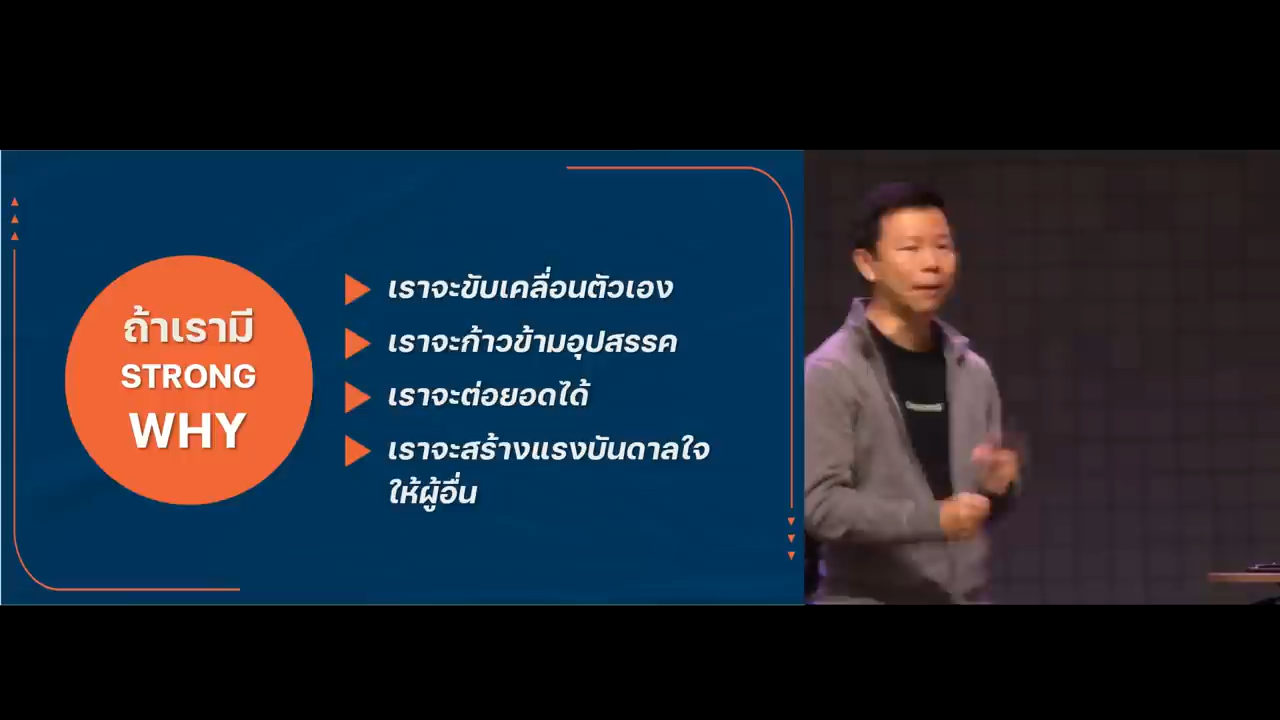 ถ้าเรามี
STRONG
WHY
เราจะขับเคลื่อนตัวเอง
เราจะก้าวข้ามอุปสรรค
เราจะต่อยอดได้
เราจะสร้างแรงบันดาลใจ
ให้ผู้อื่น